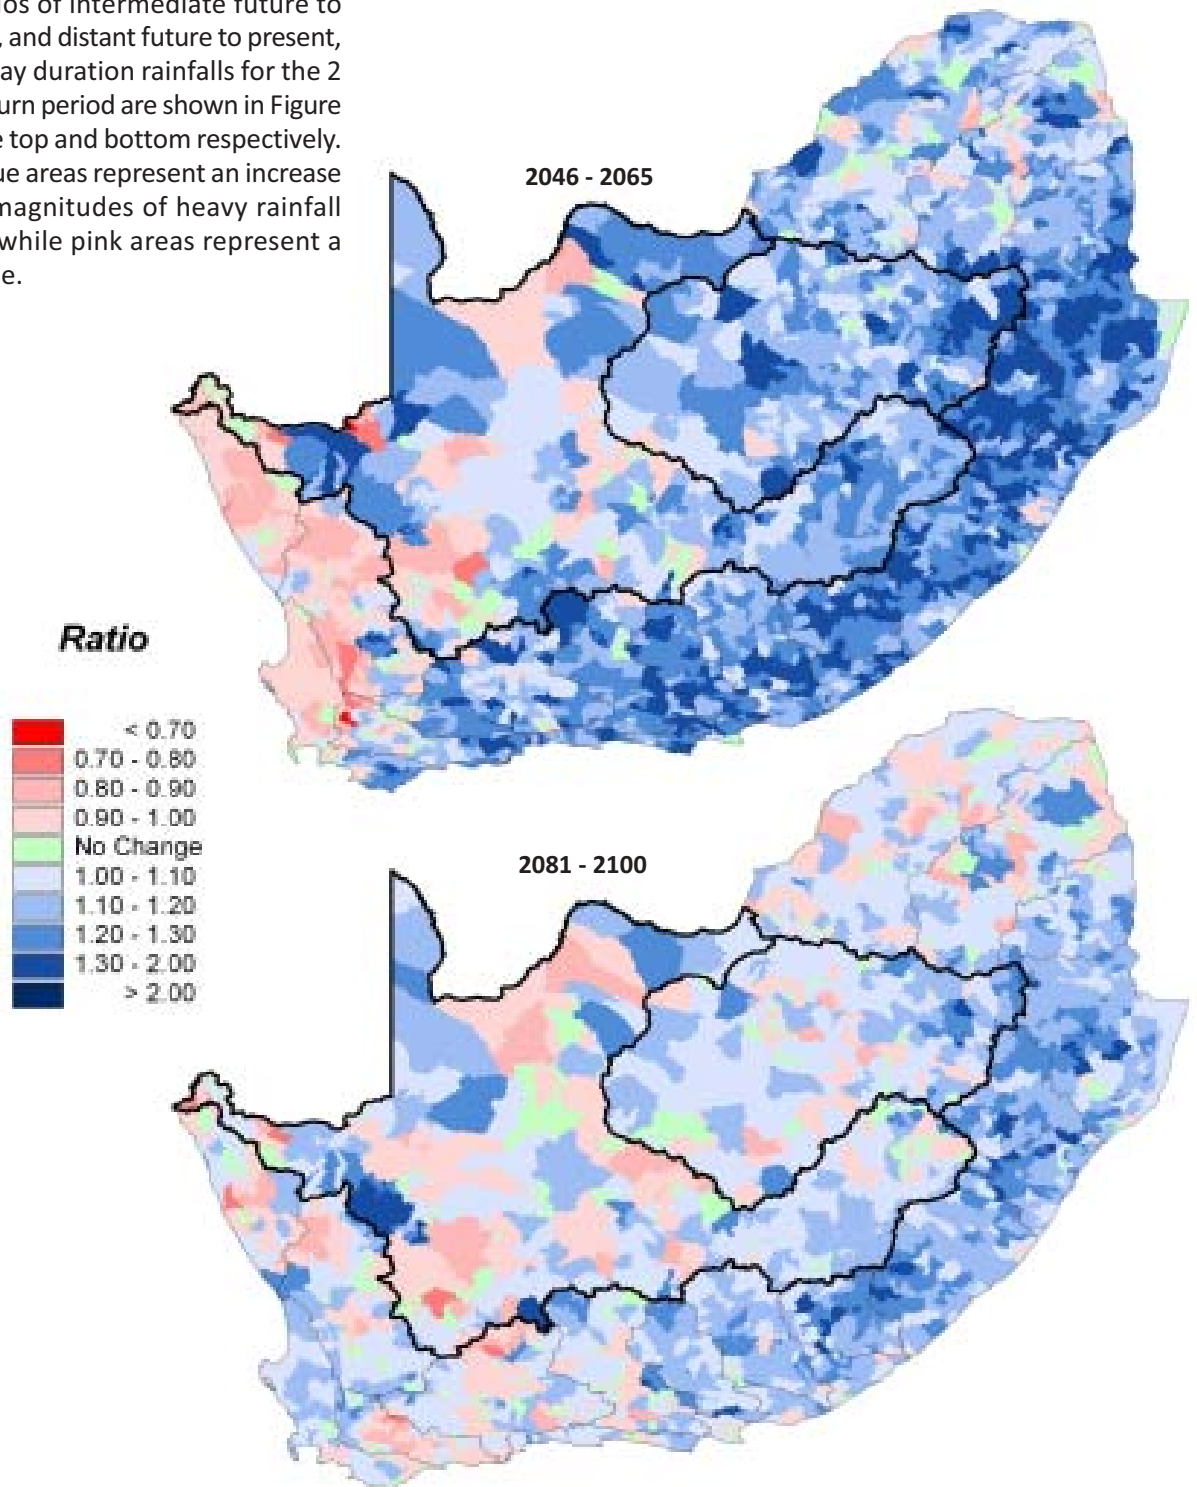 os of intermediate future to
, and distant future to present,
ay duration rainfalls for the 2
urn period are shown in Figure
e top and bottom respectively.
ue areas represent an increase
magnitudes of heavy rainfall
while pink areas represent a
e.
2046 - 2065
Ratio
< 0.70
0.70 - 0.80
0.80 - 0.90
0.90 - 1.00
No Change
1.00 - 1.10
1.10 - 1.20
1.20 - 1.30
1.30 - 2.00
> 2.00
2081 - 2100